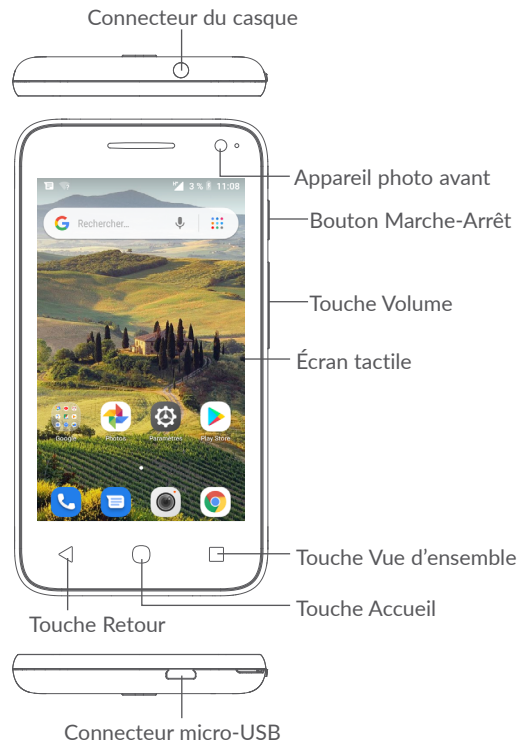 Connecteur du casque
3 % 11:08
Appareil photo avant
G Rechercher...
Bouton Marche-Arrêt
Touche Volume
Écran tactile
Google Photos Paramètres Play Store
Touche Vue d'ensemble
Touche Accueil
Touche Retour
Connecteur micro-USB